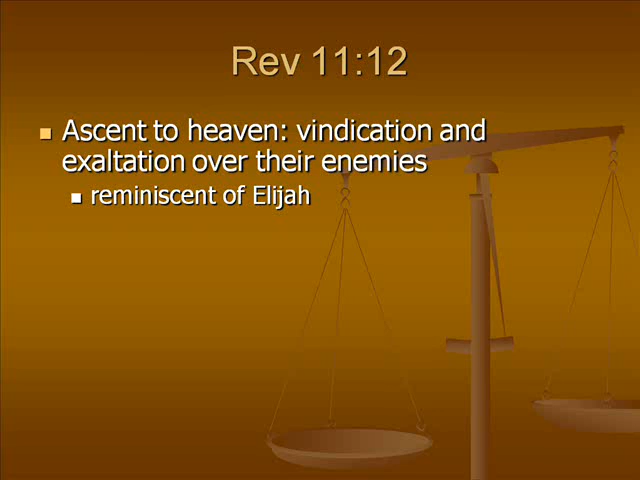 Rev 11:12
Ascent to heaven: vindication and
exaltation over their enemies
reminiscent of Elijah